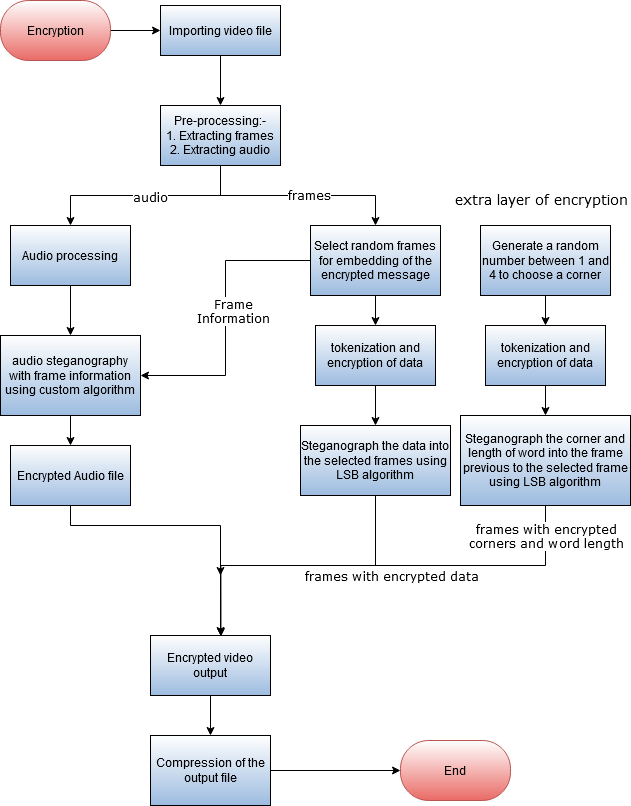 Encryption
Importing video file
Pre-processing:-
1. Extracting frames
2. Extracting audio
audio
frames
extra layer of encryption
Audio processing
Select random frames
for embedding of the
encrypted message
Generate a random
number between 1 and
4 to choose a corner
Frame
Information
audio steganography
with frame information
using custom algorithm
tokenization and
encryption of data
tokenization and
encryption of data
Encrypted Audio file
Steganograph the data into
the selected frames using
LSB algorithm
Steganograph the corner and
length of word into the frame
previous to the selected frame
using LSB algorithm
frames with encrypted
corners and word length
frames with encrypted data
Encrypted video
output
Compression of the
output file
End